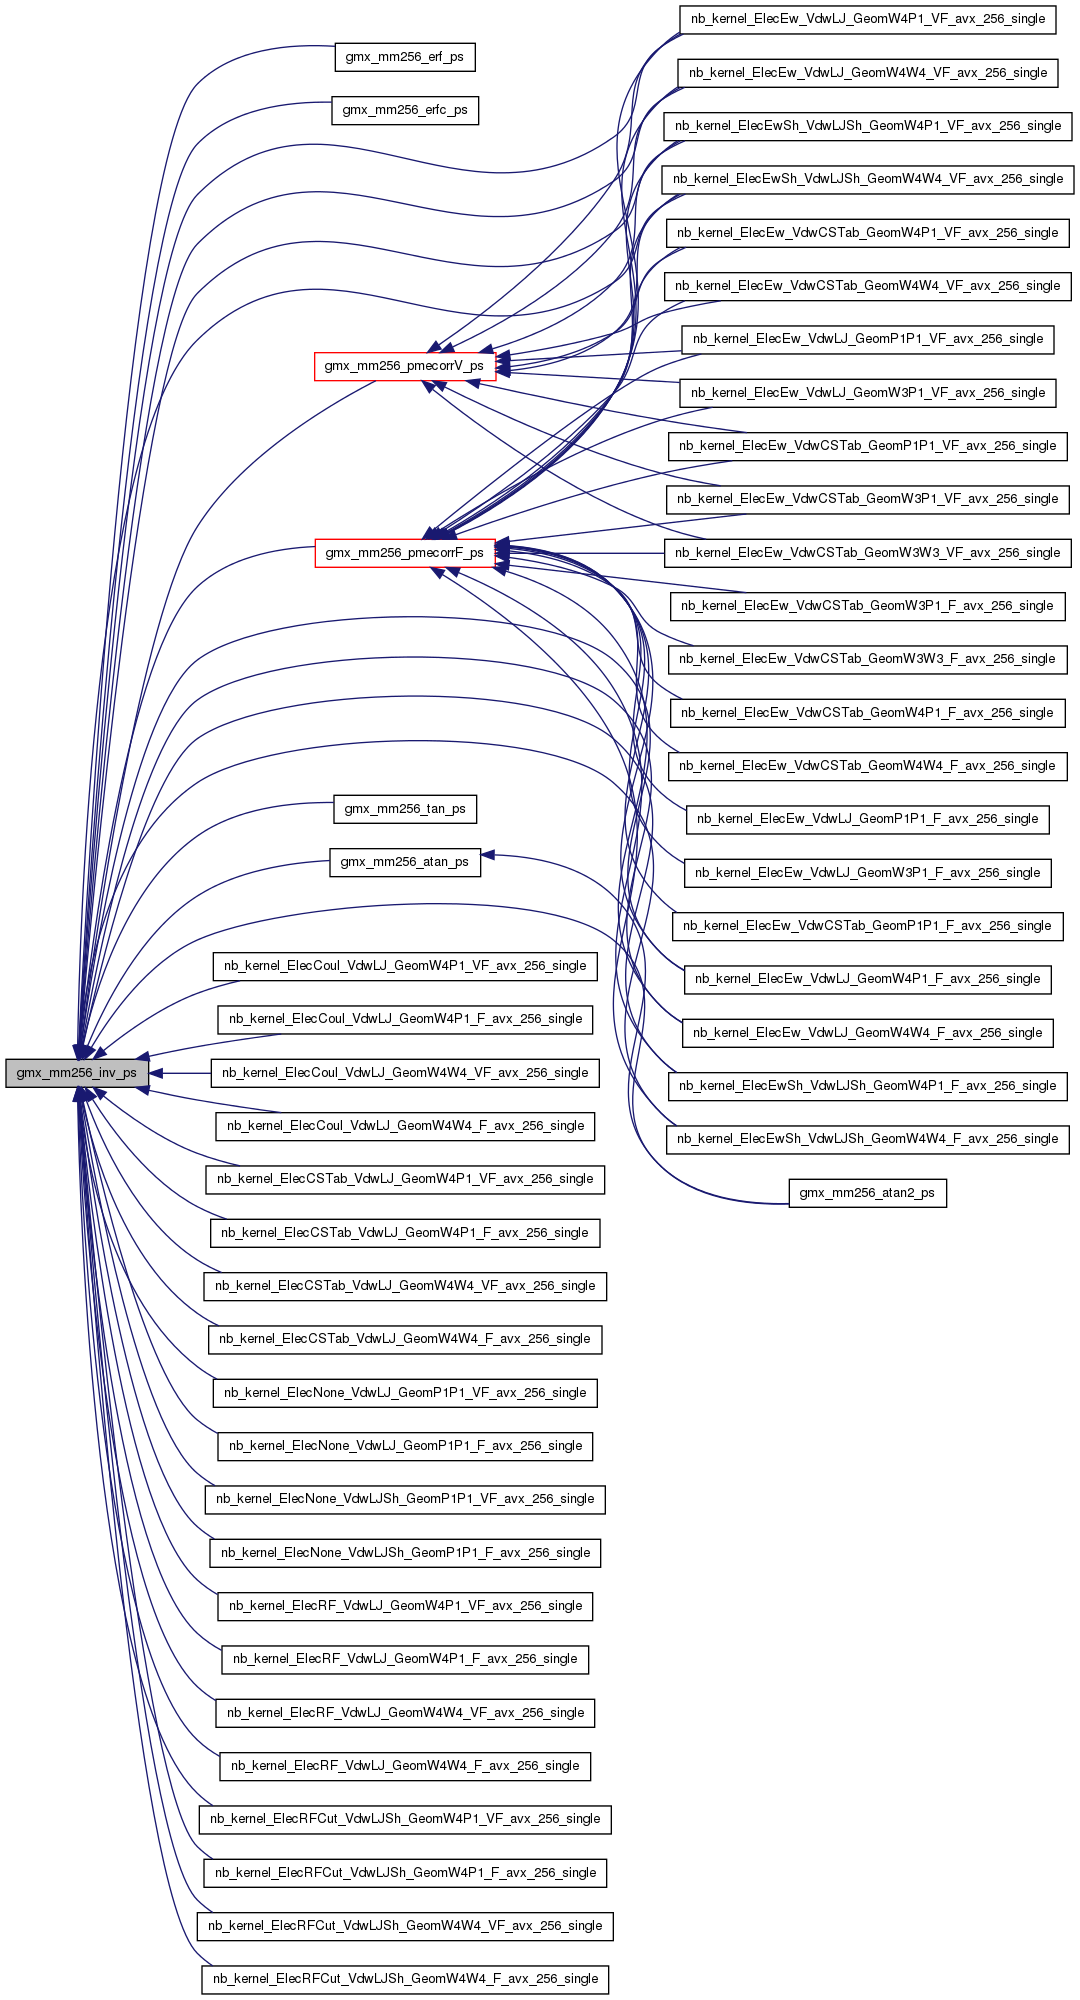 nb_kernel_ElecEw_VdwLJ_GeomW4P1_VF_avx_256_single
gmx_mm256_erf_ps
nb_kernel_ElecEw_VdwLJ_GeomW4W4_VF_avx_256_single
gmx_mm256_erfc_ps
nb_kernel_ElecEwSh_VdwLJSh_GeomW4P1_VF_avx_256_single
nb_kernel_ElecEwSh_VdwLJSh_GeomW4W4_VF_avx_256_single
nb_kernel_ElecEw_VdwCSTab_GeomW4P1_VF_avx_256_single
nb_kernel_ElecEw_VdwCSTab_GeomW4W4_VF_avx_256_single
nb_kernel_ElecEw_VdwLJ_GeomP1P1_VF_avx_256_single
gmx_mm256_pmecorrV_ps
nb_kernel_ElecEw_VdwLJ_GeomW3P1_VF_avx_256_single
nb_kernel_ElecEw_VdwCSTab_GeomP1P1_VF_avx_256_single
nb_kernel_ElecEw_VdwCSTab_GeomW3P1_VF_avx_256_single
gmx_mm256_pmecorrF_ps
nb_kernel_ElecEw_VdwCSTab_GeomW3W3_VF_avx_256_single
nb_kernel_ElecEw_VdwCSTab_GeomW3P1_F_avx_256_single
nb_kernel_ElecEw_VdwCSTab_GeomW3W3_F_avx_256_single
nb_kernel_ElecEw_VdwCSTab_GeomW4P1_F_avx_256_single
nb_kernel_ElecEw_VdwCSTab_GeomW4W4_F_avx_256_single
gmx_mm256_tan_ps
nb_kernel_ElecEw_VdwLJ_GeomP1P1_F_avx_256_single
gmx_mm256_atan_ps
nb_kernel_ElecEw_VdwLJ_GeomW3P1_F_avx_256_single
nb_kernel_ElecEw_VdwCSTab_GeomP1P1_F_avx_256_single
nb_kernel_ElecCoul_VdwLJ_GeomW4P1_VF_avx_256_single
nb_kernel_ElecEw_VdwLJ_GeomW4P1_F_avx_256_single
nb_kernel_ElecCoul_VdwLJ_GeomW4P1_F_avx_256_single
nb_kernel_ElecEw_VdwLJ_GeomW4W4_F_avx_256_single
gmx_mm256_inv_ps
nb_kernel_ElecCoul_VdwLJ_GeomW4W4_VF_avx_256_single
nb_kernel_ElecEwSh_VdwLJSh_GeomW4P1_F_avx_256_single
nb_kernel_ElecCoul_VdwLJ_GeomW4W4_F_avx_256_single
nb_kernel_ElecEwSh_VdwLJSh_GeomW4W4_F_avx_256_single
nb_kernel_ElecCSTab_VdwLJ_GeomW4P1_VF_avx_256_single
gmx_mm256_atan2_ps
nb_kernel_ElecCSTab_VdwLJ_GeomW4P1_F_avx_256_single
nb_kernel_ElecCSTab_VdwLJ_GeomW4W4_VF_avx_256_single
nb_kernel_ElecCSTab_VdwLJ_GeomW4W4_F_avx_256_single
nb_kernel_ElecNone_VdwLJ_GeomP1P1_VF_avx_256_single
nb_kernel_ElecNone_VdwLJ_GeomP1P1_F_avx_256_single
nb_kernel_ElecNone_VdwLJSh_GeomP1P1_VF_avx_256_single
nb_kernel_ElecNone_VdwLJSh_GeomP1P1_F_avx_256_single
nb_kernel_ElecRF_VdwLJ_GeomW4P1_VF_avx_256_single
nb_kernel_ElecRF_VdwLJ_GeomW4P1_F_avx_256_single
nb_kernel_ElecRF_VdwLJ_GeomW4W4_VF_avx_256_single
nb_kernel_ElecRF_VdwLJ_GeomW4W4_F_avx_256_single
nb_kernel_ElecRFCut_VdwLJSh_GeomW4P1_VF_avx_256_single
nb_kernel_ElecRFCut_VdwLJSh_GeomW4P1_F_avx_256_single
nb_kernel_ElecRFCut_VdwLJSh_GeomW4W4_VF_avx_256_single
nb_kernel_ElecRFCut_VdwLJSh_GeomW4W4_F_avx_256_single